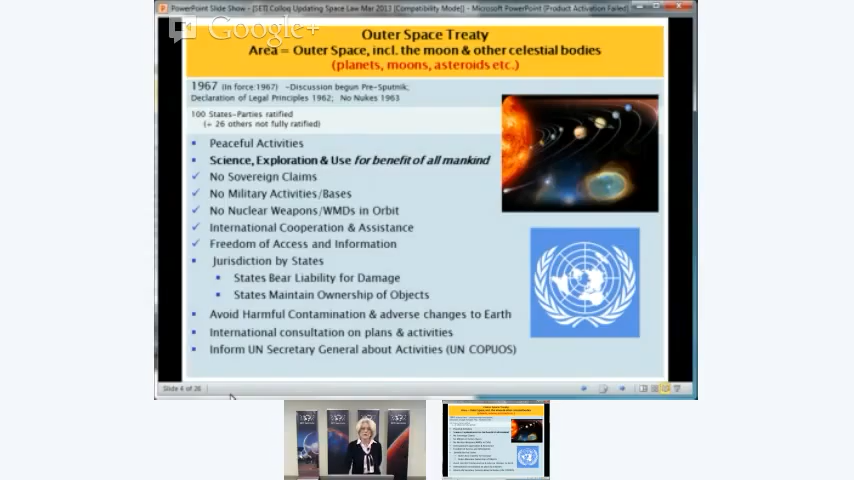 PowerPoint Slide Show - [SETI Colloq Updating Space Law Mar 2013 [Compatibility Mode]] - Microsoft PowerPoint (Product Activation Failed)
Google+
Outer Space Treaty
Area = Outer Space, incl. the moon & other celestial bodies
(planets, moons, asteroids etc.)
1967 (In force 1967) –Discussion begun Pre-Sputnik;
Declaration of Legal Principles 1962; No Nukes 1963
100 States-Parties ratified
(+ 26 others not fully ratified)
▪ Peaceful Activities
▪ Science, Exploration & Use for benefit of all mankind
✓ No Sovereign Claims
✓ No Military Activities/Bases
✓ No Nuclear Weapons/WMDs in Orbit
✓ International Cooperation & Assistance
✓ Freedom of Access and Information
▪ Jurisdiction by States
▪ States Bear Liability for Damage
▪ States Maintain Ownership of Objects
▪ Avoid Harmful Contamination & adverse changes to Earth
▪ International consultation on plans & activities
▪ Inform UN Secretary General about Activities (UN COPUOS)
Slide 4 of 26
Outer Space Treaty